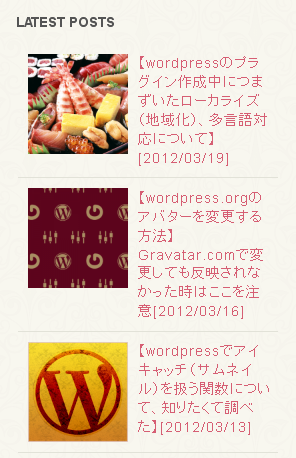 LATEST POSTS
【wordpressのプラ
グイン作成中につま
ずいたローカライズ
（地域化）、多言語対
応について】
[2012/03/19]
【wordpress.orgの
アバターを変更する
方法】
Gravatar.comで変
更しても反映されな
かった時はここを注
意[2012/03/16]
【wordpressでアイ
キャッチ（サムネイ
ル）を扱う関数につい
て、知りたくて調べ
た】[2012/03/13]